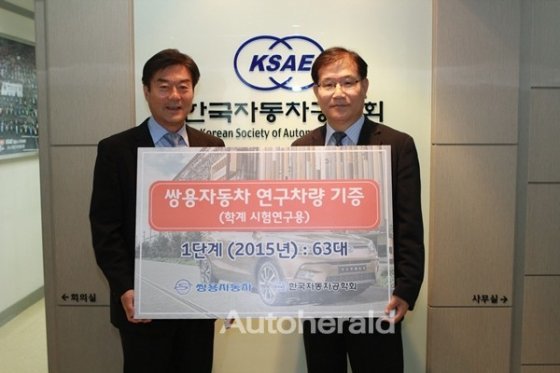 KSAE
한국자동차공학회
Korean Society of Autom
쌍용자동차 연구차량 기증
(학계 시험연구용)
1단계 (2015년) : 63대
쌍용자동차 한국자동차공학회
←회의실
사무실→
Autoherald